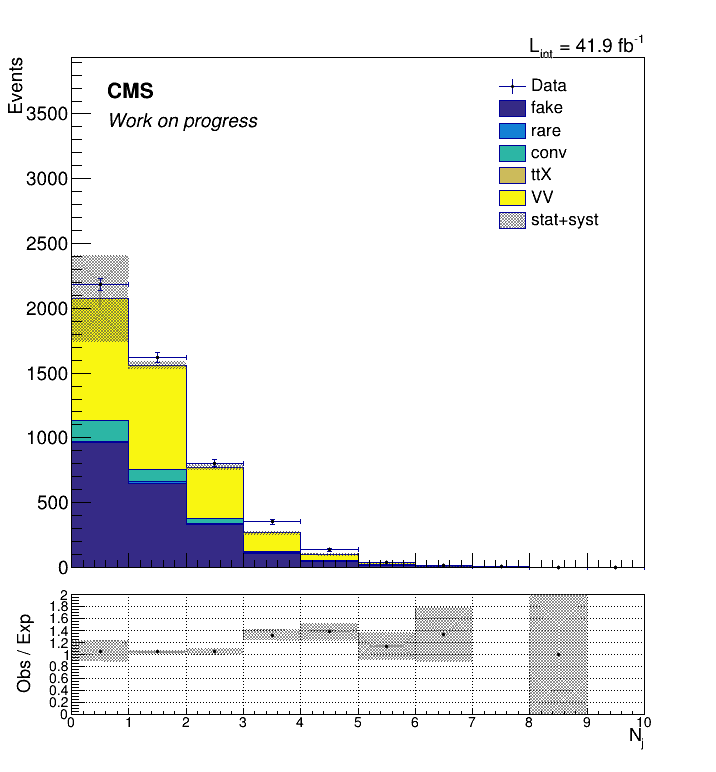 L_int = 41.9 fb^-1
Events
CMS
Work on progress
Data
fake
rare
conv
ttX
VV
stat+syst
3500
3000
2500
2000
1500
1000
500
0
Obs / Exp
2
1.8
1.6
1.4
1.2
1
0.8
0.6
0.4
0.2
0
0 1 2 3 4 5 6 7 8 9 10
N_j